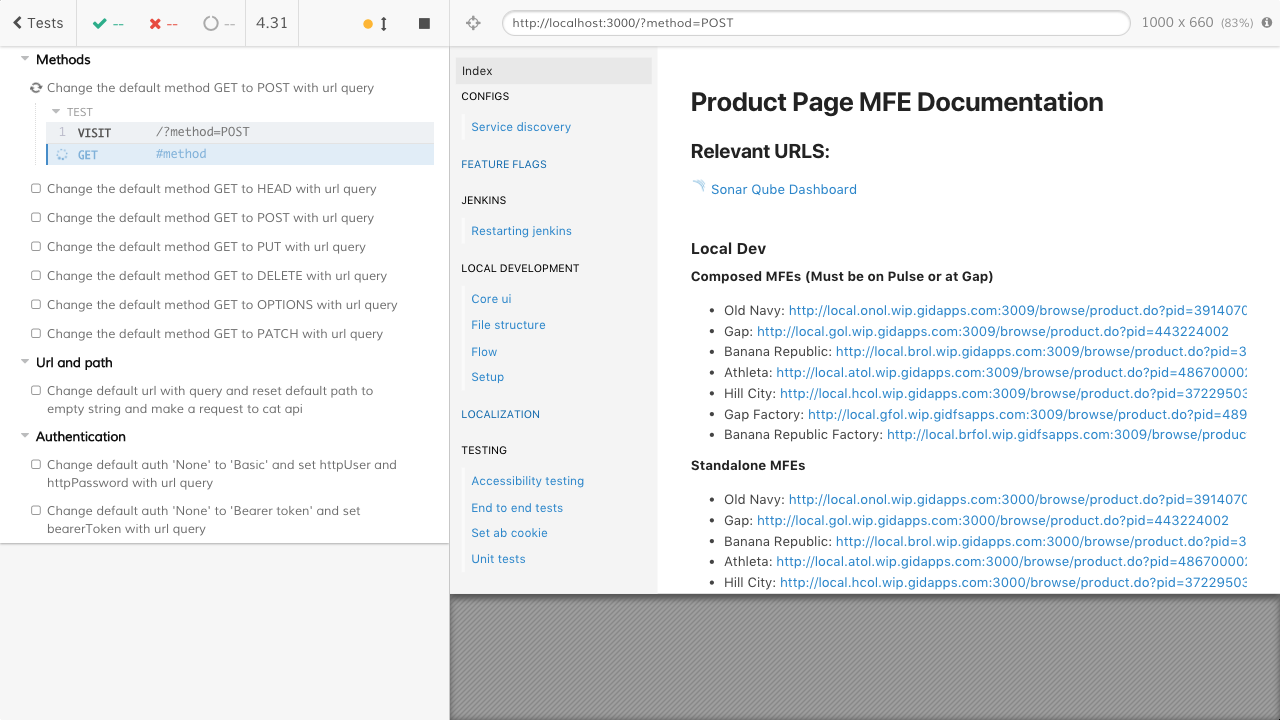 Tests
--
--
--
4.31
http://localhost:3000/?method=POST
1000 x 660 (83%)
Methods
Change the default method GET to POST with url query
TEST
1 VISIT /?method=POST
GET #method
Change the default method GET to HEAD with url query
Change the default method GET to POST with url query
Change the default method GET to PUT with url query
Change the default method GET to DELETE with url query
Change the default method GET to OPTIONS with url query
Change the default method GET to PATCH with url query
Url and path
Change default url with query and reset default path to
empty string and make a request to cat api
Authentication
Change default auth 'None' to 'Basic' and set httpUser and
httpPassword with url query
Change default auth 'None' to 'Bearer token' and set
bearerToken with url query
Index
CONFIGS
Service discovery
FEATURE FLAGS
JENKINS
Restarting jenkins
LOCAL DEVELOPMENT
Core ui
File structure
Flow
Setup
LOCALIZATION
TESTING
Accessibility testing
End to end tests
Set ab cookie
Unit tests
Product Page MFE Documentation
Relevant URLS:
Sonar Qube Dashboard
Local Dev
Composed MFEs (Must be on Pulse or at Gap)
• Old Navy: http://local.onol.wip.gidapps.com:3009/browse/product.do?pid=3914070
• Gap: http://local.gol.wip.gidapps.com:3009/browse/product.do?pid=443224002
• Banana Republic: http://local.brol.wip.gidapps.com:3009/browse/product.do?pid=3
• Athleta: http://local.atol.wip.gidapps.com:3009/browse/product.do?pid=486700002
• Hill City: http://local.hcol.wip.gidapps.com:3009/browse/product.do?pid=37229503
• Gap Factory: http://local.gfol.wip.gidfsapps.com:3009/browse/product.do?pid=489
• Banana Republic Factory: http://local.brfol.wip.gidfsapps.com:3009/browse/produc
Standalone MFEs
• Old Navy: http://local.onol.wip.gidapps.com:3000/browse/product.do?pid=3914070
• Gap: http://local.gol.wip.gidapps.com:3000/browse/product.do?pid=443224002
• Banana Republic: http://local.brol.wip.gidapps.com:3000/browse/product.do?pid=3
• Athleta: http://local.atol.wip.gidapps.com:3000/browse/product.do?pid=486700002
• Hill City: http://local.hcol.wip.gidapps.com:3000/browse/product.do?pid=37229503